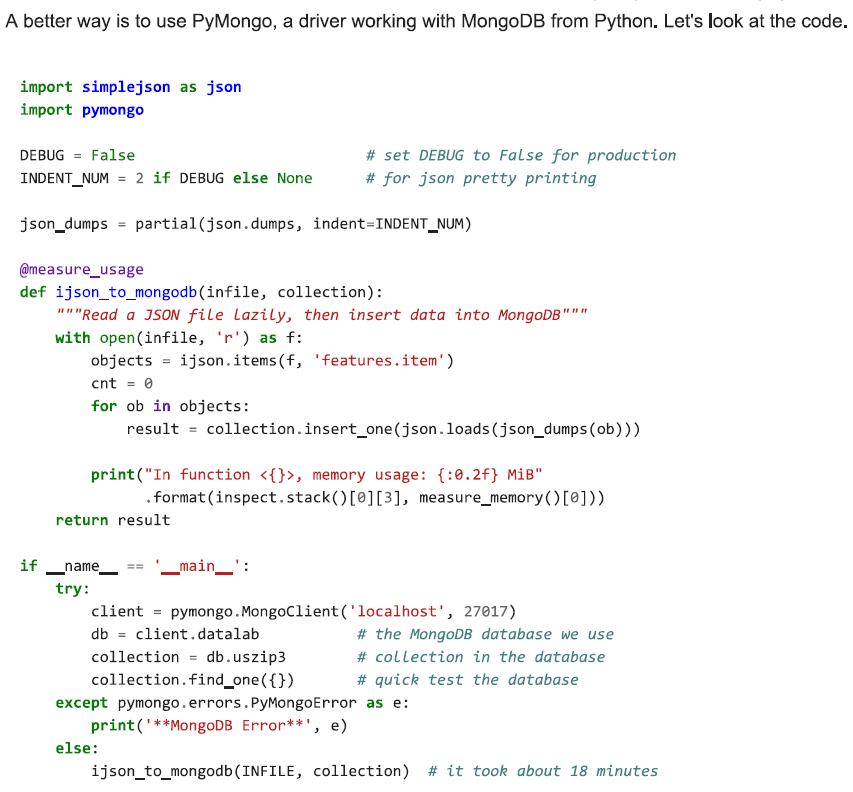 A better way is to use PyMongo, a driver working with MongoDB from Python. Let's look at the code.
import simplejson as json
import pymongo
DEBUG = False                          # set DEBUG to False for production
INDENT_NUM = 2 if DEBUG else None      # for json pretty printing
json_dumps = partial(json.dumps, indent=INDENT_NUM)
@measure_usage
def ijson_to_mongodb(infile, collection):
    """Read a JSON file lazily, then insert data into MongoDB"""
    with open(infile, 'r') as f:
        objects = ijson.items(f, 'features.item')
        cnt = 0
        for ob in objects:
            result = collection.insert_one(json.loads(json_dumps(ob)))
        print("In function <{}>, memory usage: {:0.2f} MiB"
              .format(inspect.stack()[0][3], measure_memory()[0]))
    return result
if __name__ == '__main__':
    try:
        client = pymongo.MongoClient('localhost', 27017)
        db = client.datalab           # the MongoDB database we use
        collection = db.uszip3        # collection in the database
        collection.find_one({})       # quick test the database
    except pymongo.errors.PyMongoError as e:
        print('**MongoDB Error**', e)
    else:
        ijson_to_mongodb(INFILE, collection)  # it took about 18 minutes